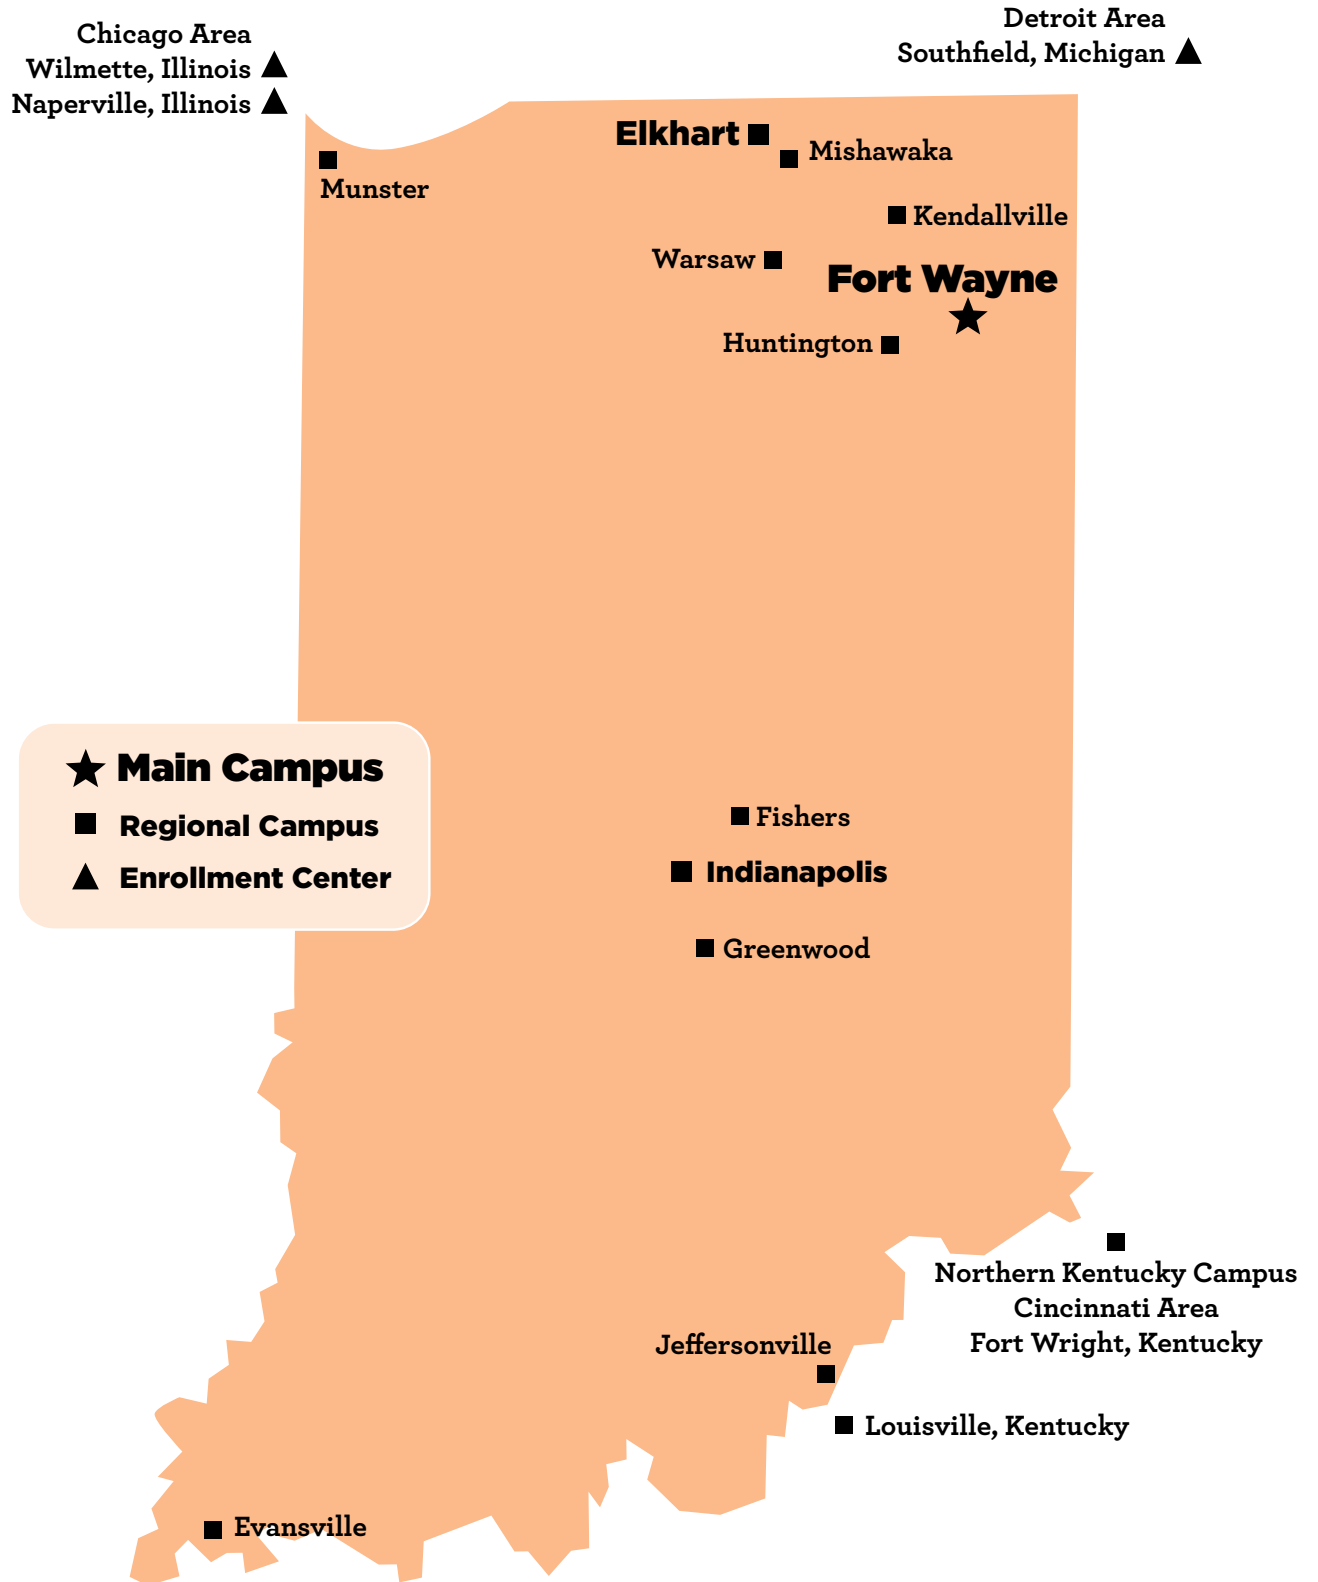 Chicago Area
Wilmette, Illinois
Naperville, Illinois
Detroit Area
Southfield, Michigan
Elkhart
Mishawaka
Munster
Kendallville
Warsaw
Fort Wayne
Huntington
Main Campus
Regional Campus
Enrollment Center
Fishers
Indianapolis
Greenwood
Northern Kentucky Campus
Cincinnati Area
Fort Wright, Kentucky
Jeffersonville
Louisville, Kentucky
Evansville